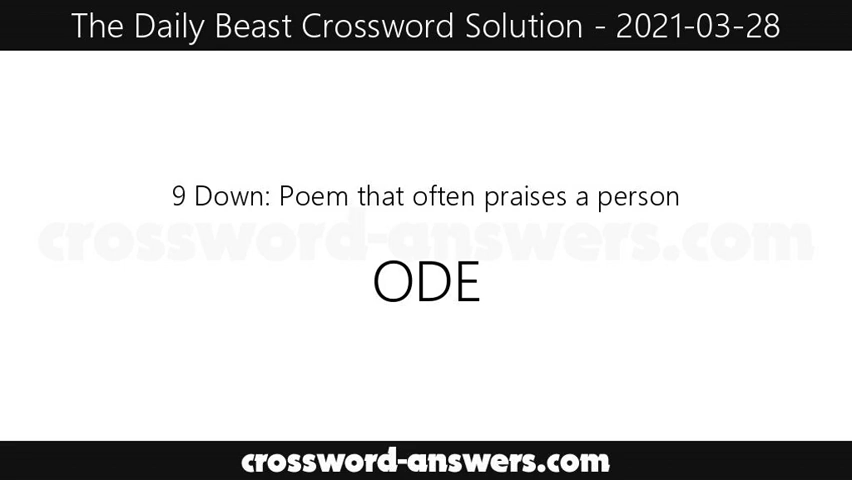 The Daily Beast Crossword Solution - 2021-03-28
9 Down: Poem that often praises a person
crossword-answers.com
ODE
crossword-answers.com